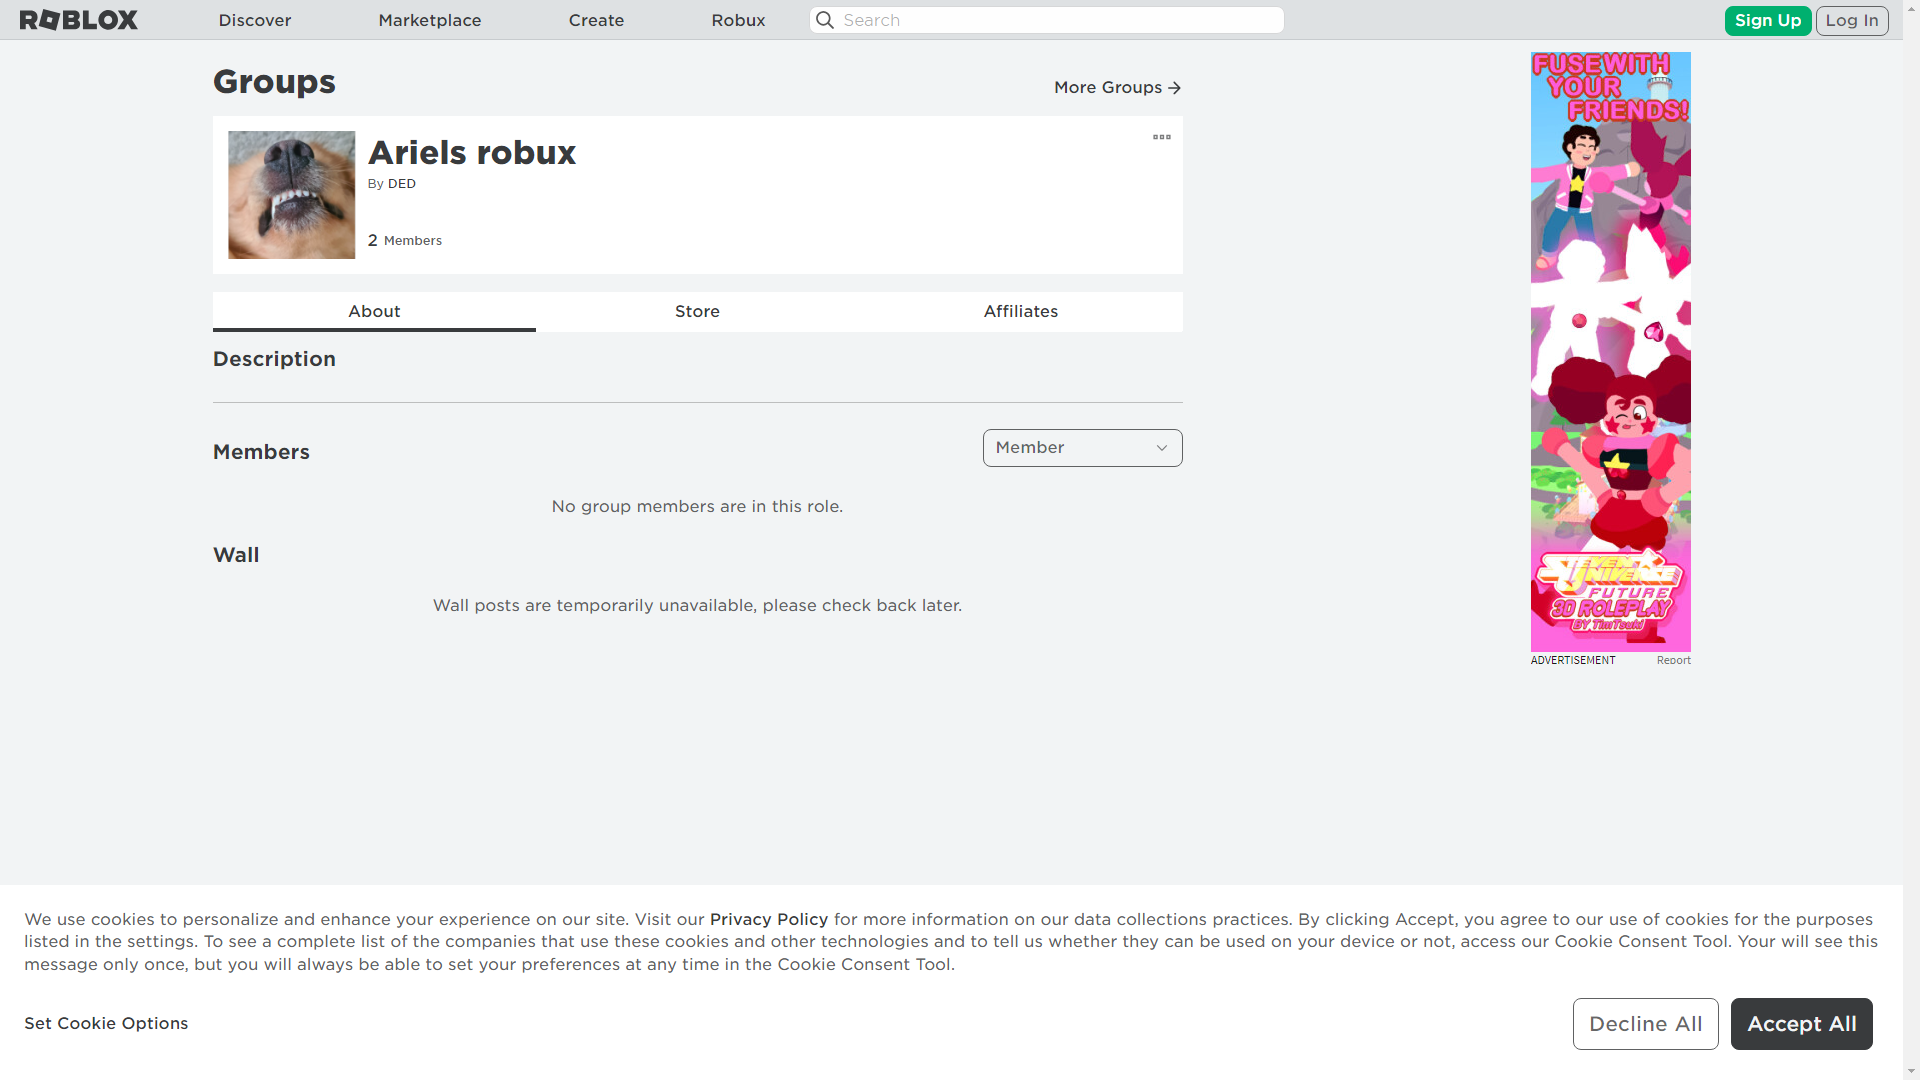 ROBLOX
Discover
Marketplace
Create
Robux
Search
Sign Up
Log In
Groups
More Groups
Ariels robux
By DED
2 Members
About
Store
Affiliates
Description
Members
Member
No group members are in this role.
Wall
Wall posts are temporarily unavailable, please check back later.
FUSE WITH
YOUR
FRIENDS!
STEVEN
UNIVERSE
FUTURE
3D ROLEPLAY
BY TimTsuki
ADVERTISEMENT
Report
We use cookies to personalize and enhance your experience on our site. Visit our Privacy Policy for more information on our data collections practices. By clicking Accept, you agree to our use of cookies for the purposes
listed in the settings. To see a complete list of the companies that use these cookies and other technologies and to tell us whether they can be used on your device or not, access our Cookie Consent Tool. Your will see this
message only once, but you will always be able to set your preferences at any time in the Cookie Consent Tool.
Set Cookie Options
Decline All
Accept All